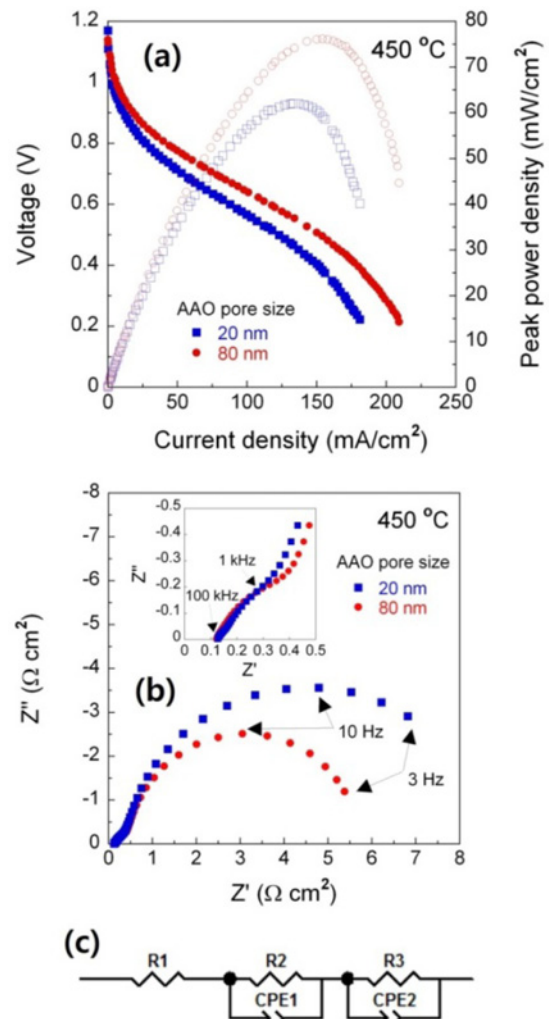 (a)
450 °C
1.2
1
0.8
0.6
0.4
0.2
0
80
70
60
50
40
30
20
10
0
Voltage (V)
Peak power density (mW/cm²)
AAO pore size
20 nm
80 nm
0 50 100 150 200 250
Current density (mA/cm²)
-8
-7
-6
-5
-4
-3
-2
-1
0
Z'' (Ω cm²)
450 °C
AAO pore size
20 nm
80 nm
-0.5
-0.4
-0.3
-0.2
-0.1
0
Z''
1 kHz
100 kHz
0 0.1 0.2 0.3 0.4 0.5
Z'
(b)
10 Hz
3 Hz
0 1 2 3 4 5 6 7 8
Z' (Ω cm²)
(c)
R1 R2 R3
CPE1 CPE2